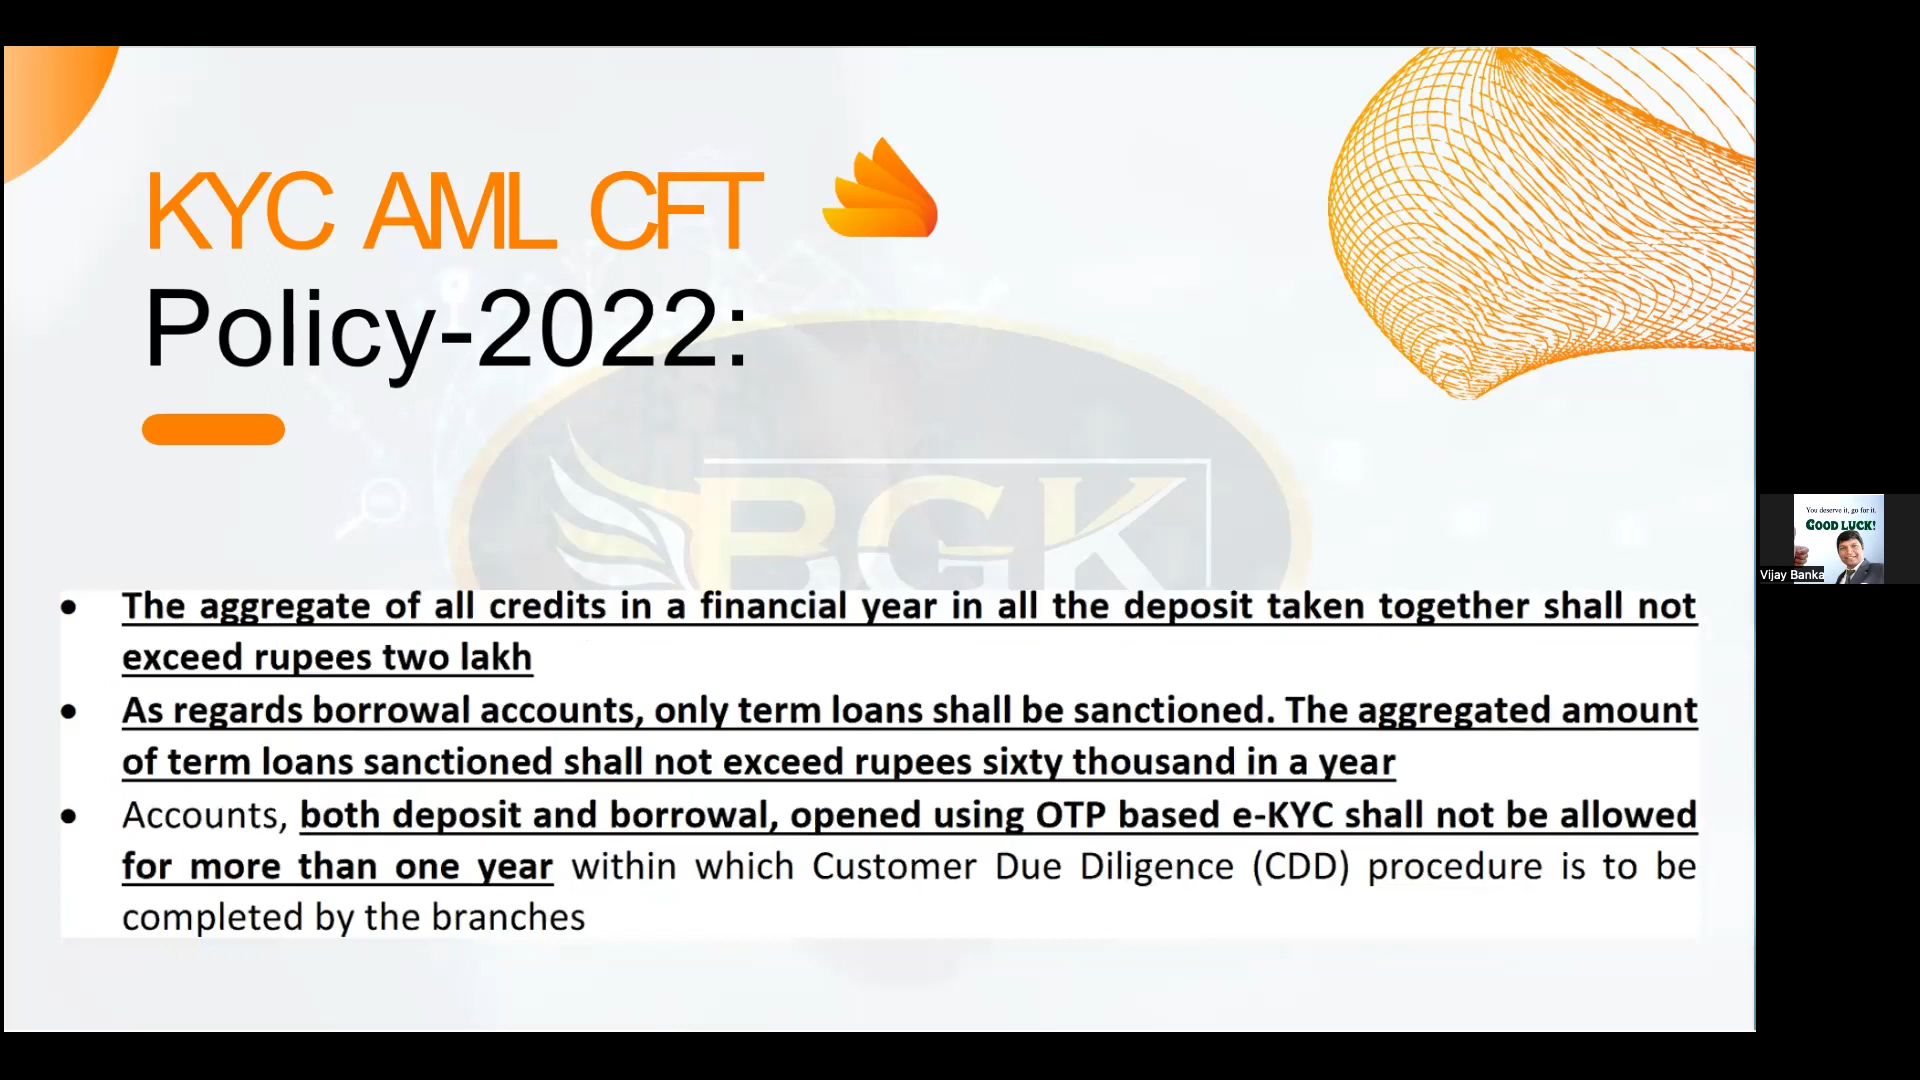 KYC AML CFT
Policy-2022:
BGK
• The aggregate of all credits in a financial year in all the deposit taken together shall not
exceed rupees two lakh
• As regards borrowal accounts, only term loans shall be sanctioned. The aggregated amount
of term loans sanctioned shall not exceed rupees sixty thousand in a year
• Accounts, both deposit and borrowal, opened using OTP based e-KYC shall not be allowed
for more than one year within which Customer Due Diligence (CDD) procedure is to be
completed by the branches
You deserve it, go for it.
GOOD LUCK!
Vijay Banka